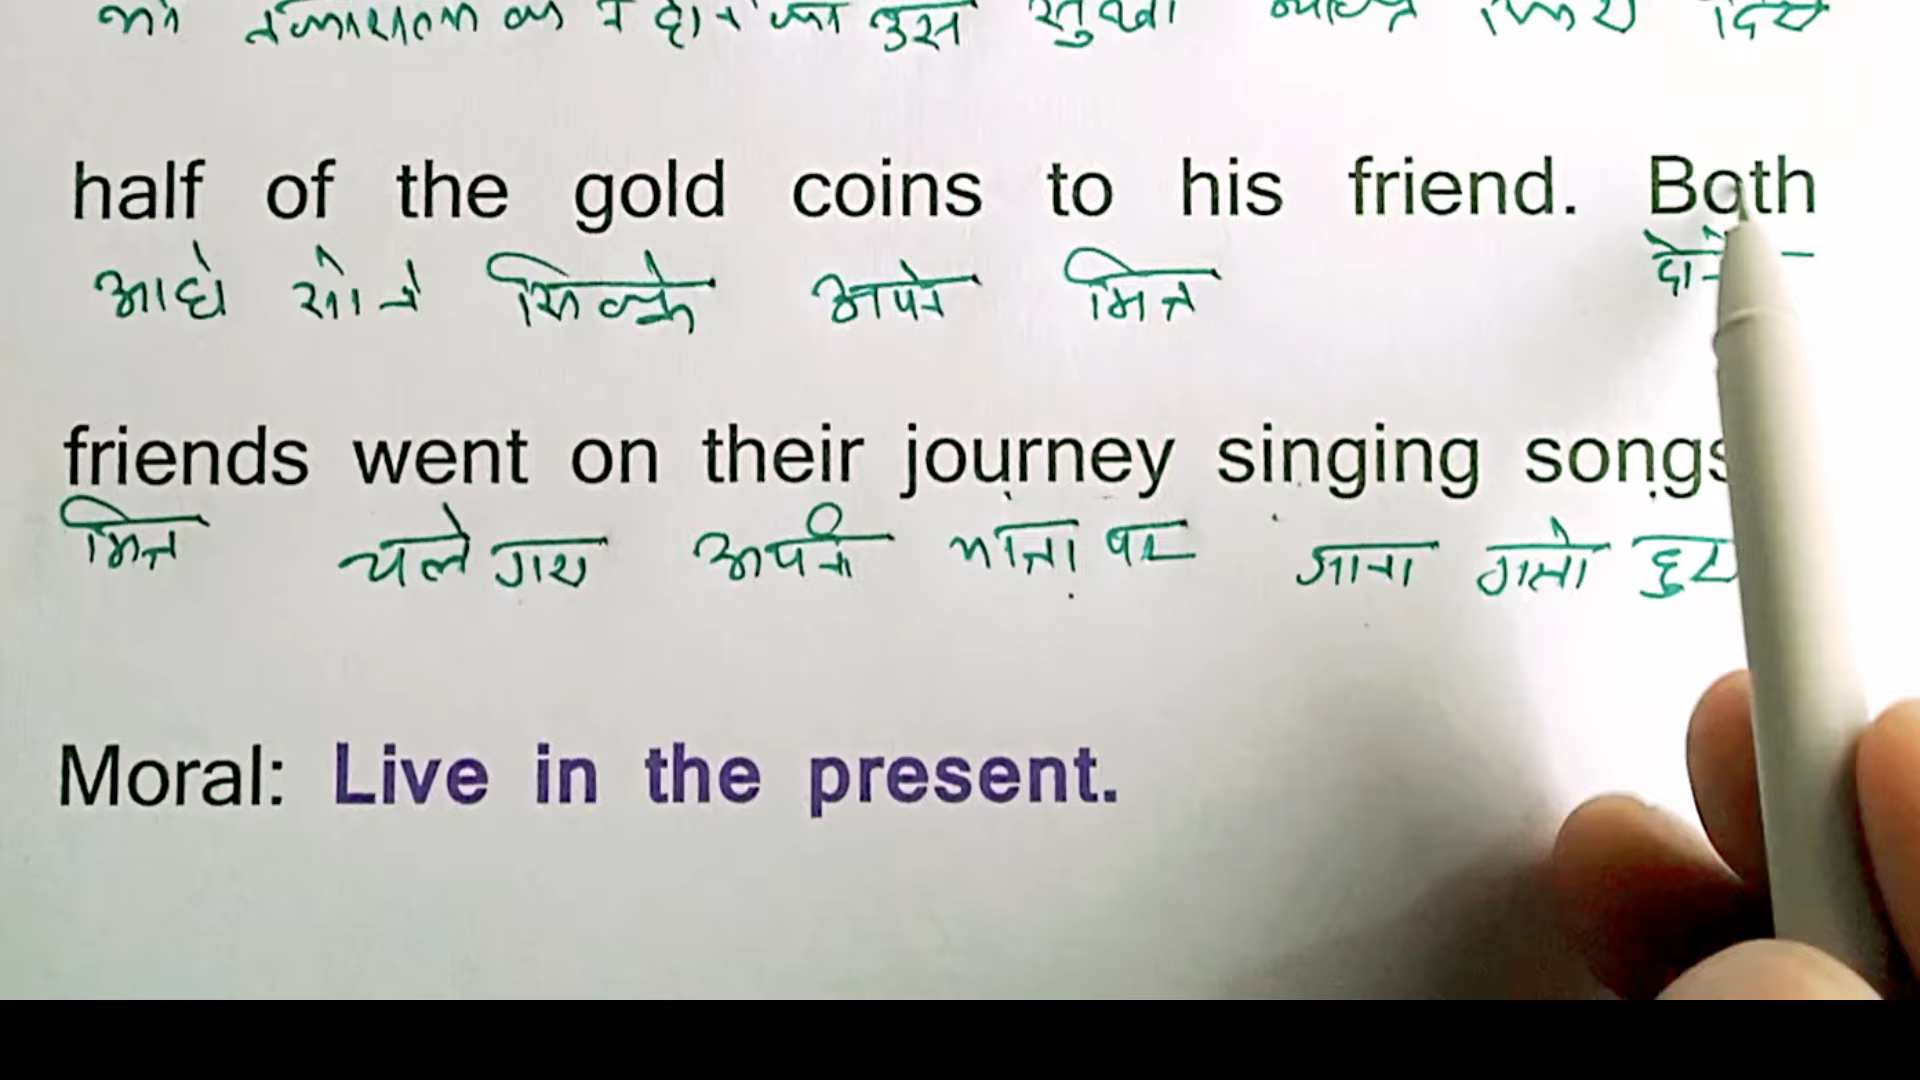 उस सुखा दिये
half of the gold coins to his friend. Both
आधे सोने सिक्के अपने मित्र
friends went on their journey singing songs
मित्र चले गए अपनी यात्रा पर गाना गाते हुए
Moral: Live in the present.